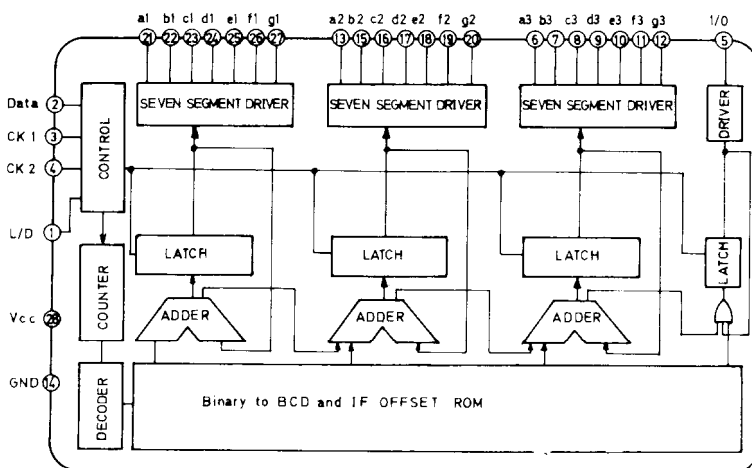 a1 b1 c1 d1 e1 f1 g1 a2 b2 c2 d2 e2 f2 g2 a3 b3 c3 d3 e3 f3 g3 I/O
21 22 23 24 25 26 27 13 15 16 17 18 19 20 6 7 8 9 10 11 12 5
SEVEN SEGMENT DRIVER SEVEN SEGMENT DRIVER SEVEN SEGMENT DRIVER DRIVER
Data 2
CK 1 3
CK 2 4
L/D 1
CONTROL
LATCH LATCH LATCH LATCH
COUNTER
Vcc 28
ADDER ADDER ADDER
GND 14
DECODER
Binary to BCD and IF OFFSET ROM